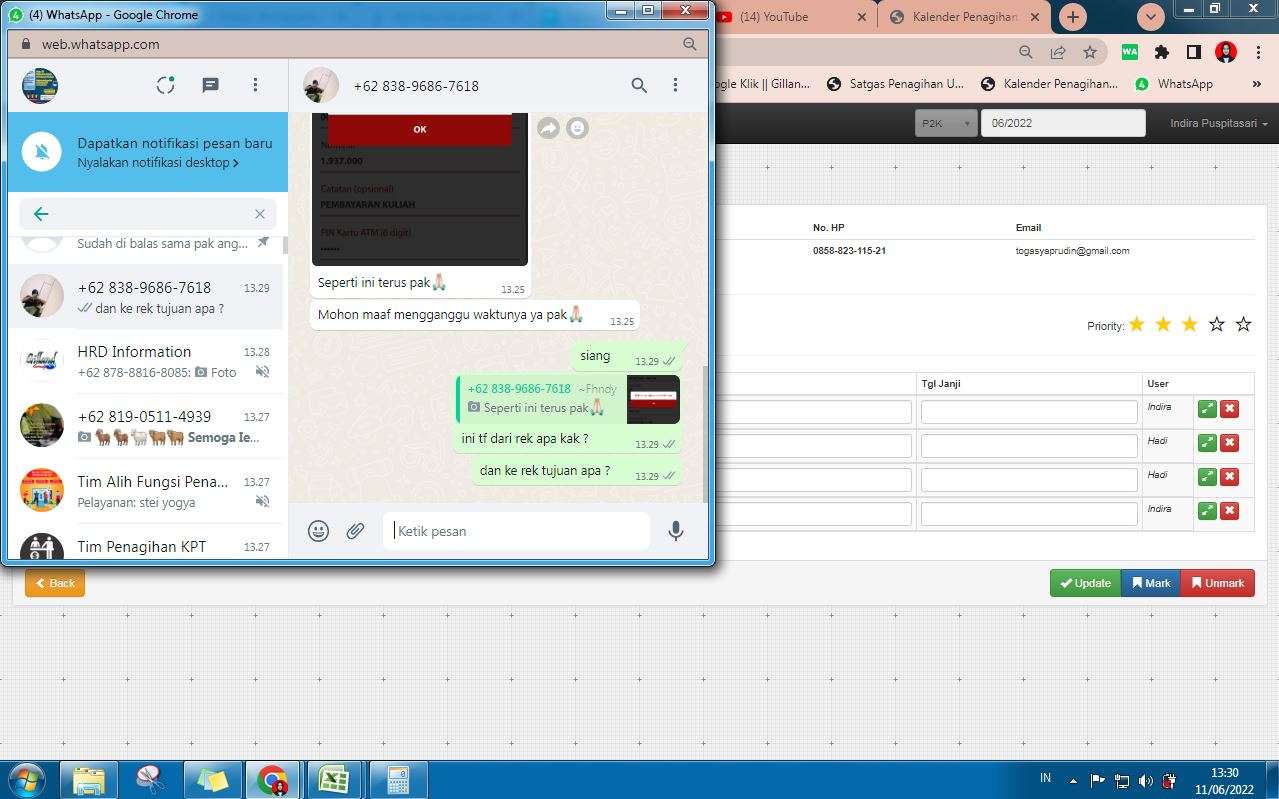 (4) WhatsApp - Google Chrome
web.whatsapp.com
(14) YouTube
Kalender Penagihan
ogle Klik || Gillan...
Satgas Penagihan U...
Kalender Penagihan...
WhatsApp
»
WA
P2K
06/2022
Indira Puspitasari
Dapatkan notifikasi pesan baru
Nyalakan notifikasi desktop >
Sudah di balas sama pak ang...
+62 838-9686-7618
13.29
dan ke rek tujuan apa ?
HRD Information
13.28
+62 878-8816-8085: Foto
+62 819-0511-4939
13.27
🐐🐐🐑🐂🐂 Semoga Ie...
Tim Alih Fungsi Pena...
13.27
Pelayanan: stei yogya
Tim Penagihan KPT
13.27
+62 838-9686-7618
OK
Nominal
1.937.000
Catatan (opsional)
PEMBAYARAN KULIAH
PIN Kartu ATM (6 digit)
••••••
Seperti ini terus pak🙏🏻
13.25
Mohon maaf mengganggu waktunya ya pak🙏🏻
13.25
siang
13.29
+62 838-9686-7618 ~Fhndy
Seperti ini terus pak🙏🏻
ini tf dari rek apa kak ?
13.29
dan ke rek tujuan apa ?
13.29
Ketik pesan
No. HP
Email
0858-823-115-21
togasyaprudin@gmail.com
Priority:
Tgl Janji
User
Indira
Hadi
Hadi
Indira
Back
Update
Mark
Unmark
IN
13:30
11/06/2022